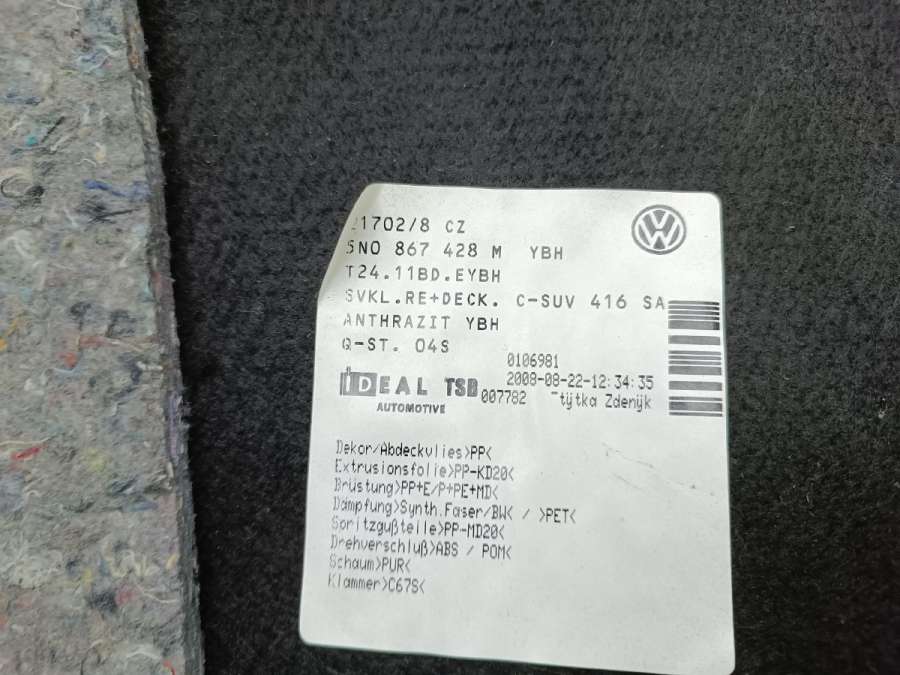 1702/8 CZ
5N0 867 428 M YBH
T24.11BD.EYBH
SVKL.RE+DECK. C-SUV 416 SA
ANTHRAZIT YBH
Q-ST. 04S
0106981
2008-08-22-12:34:35
IDEAL TSB
AUTOMOTIVE
007782 Zdenÿk
Dekor/Abdeckvlies>PP<
Extrusionsfolie>PP-KD20<
Brüstung>PP+E/P+PE+MD<
Dämpfung>Synth.Faser/BW< / >PET<
Spritzgußteile>PP-MD20<
Drehverschluß>ABS / POM<
Schaum>PUR<
Klammer>C67S<